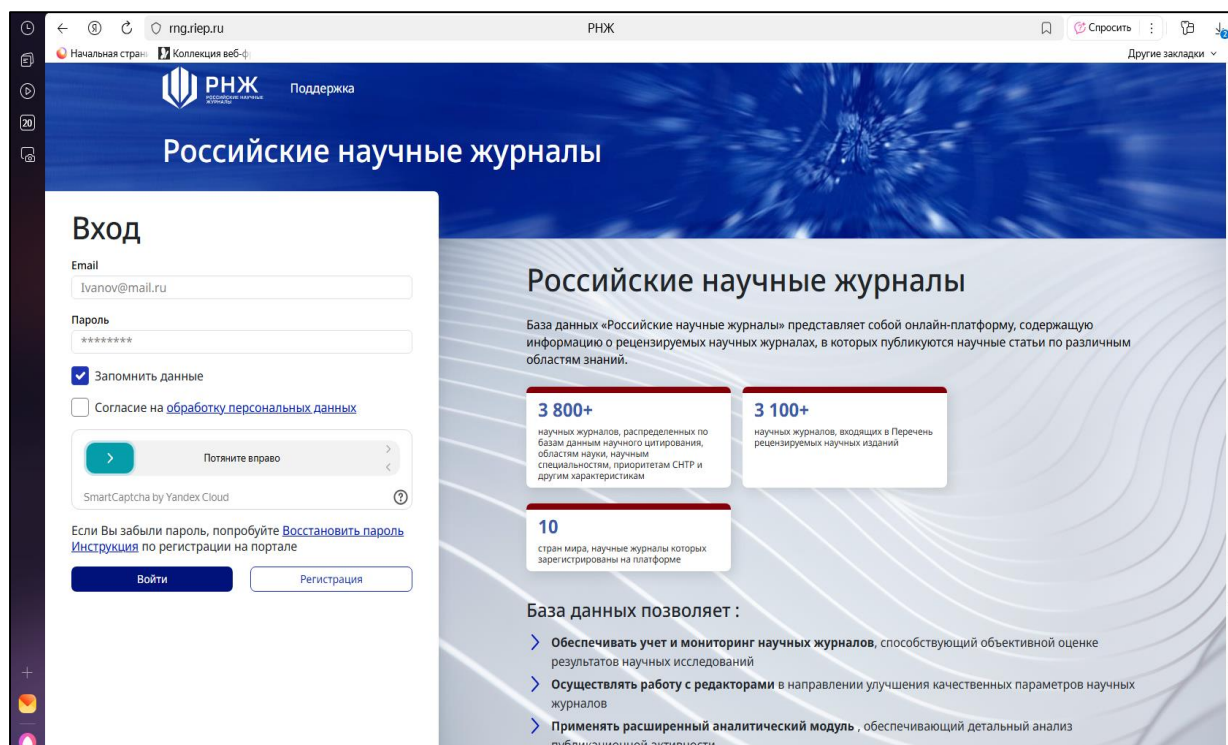 rng.riep.ru
РНЖ
Спросить
Начальная стран
Коллекция веб-ф
Другие закладки
20
РНЖ
РОССИЙСКИЕ НАУЧНЫЕ
ЖУРНАЛЫ
Поддержка
Российские научные журналы
Вход
Email
Ivanov@mail.ru
Пароль
********
Запомнить данные
Согласие на обработку персональных данных
Потяните вправо
SmartCaptcha by Yandex Cloud
Если Вы забыли пароль, попробуйте Восстановить пароль
Инструкция по регистрации на портале
Войти
Регистрация
Российские научные журналы
База данных «Российские научные журналы» представляет собой онлайн-платформу, содержащую
информацию о рецензируемых научных журналах, в которых публикуются научные статьи по различным
областям знаний.
3 800+
научных журналов, распределенных по
базам данным научного цитирования,
областям науки, научным
специальностям, приоритетам СНТР и
другим характеристикам
3 100+
научных журналов, входящих в Перечень
рецензируемых научных изданий
10
стран мира, научные журналы которых
зарегистрированы на платформе
База данных позволяет :
Обеспечивать учет и мониторинг научных журналов, способствующий объективной оценке
результатов научных исследований
Осуществлять работу с редакторами в направлении улучшения качественных параметров научных
журналов
Применять расширенный аналитический модуль , обеспечивающий детальный анализ
публикационной активности